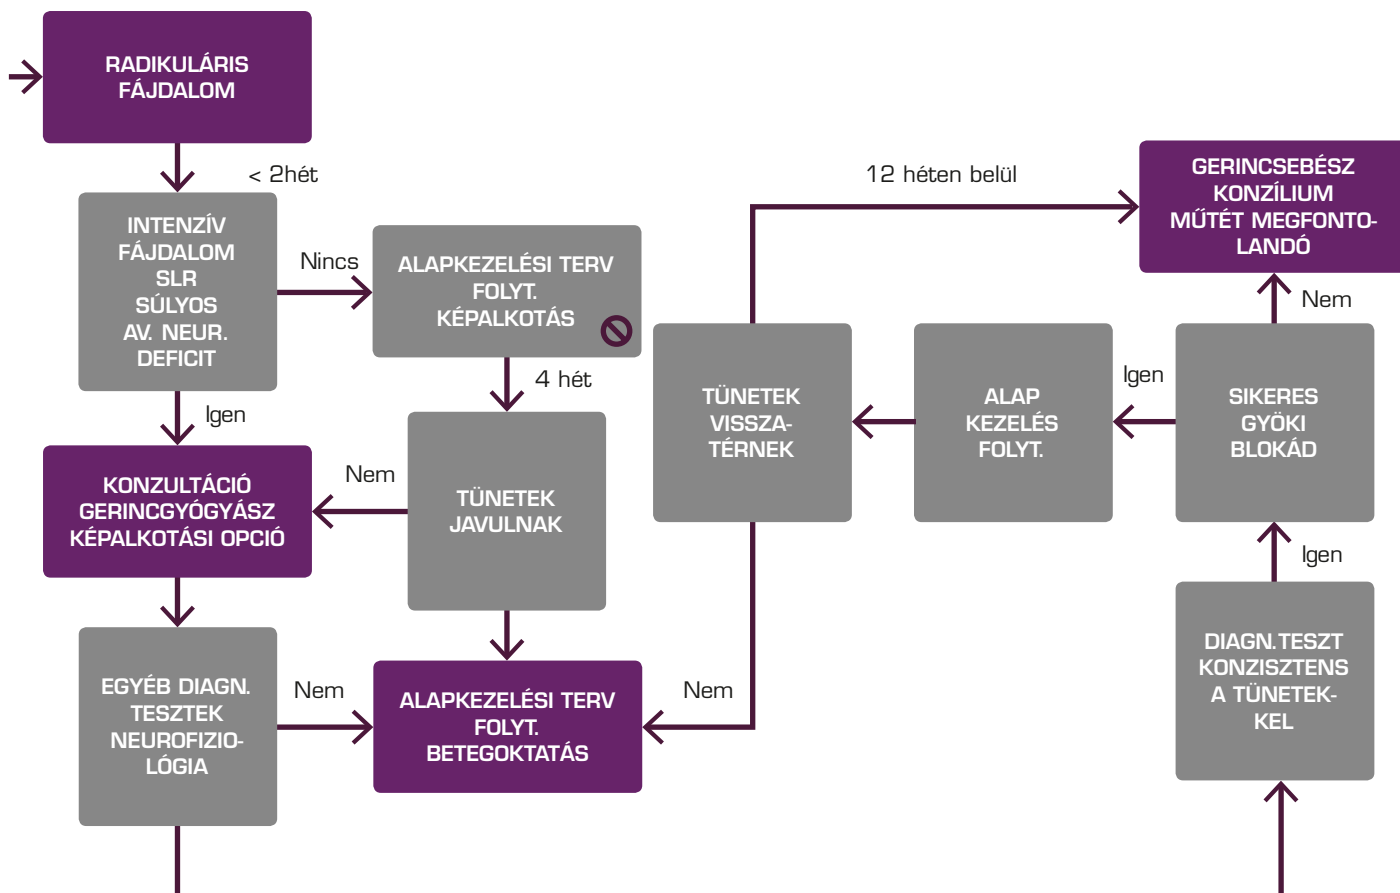 RADIKULÁRIS
FÁJDALOM
< 2hét
INTENZÍV
FÁJDALOM
SLR
SÚLYOS
AV. NEUR.
DEFICIT
Nincs
ALAPKEZELÉSI TERV
FOLYT.
KÉPALKOTÁS
4 hét
Igen
KONZULTÁCIÓ
GERINCGYÓGYÁSZ
KÉPALKOTÁSI OPCIÓ
Nem
TÜNETEK
JAVULNAK
EGYÉB DIAGN.
TESZTEK
NEUROFIZIO-
LÓGIA
Nem
ALAPKEZELÉSI TERV
FOLYT.
BETEGOKTATÁS
Nem
TÜNETEK
VISSZA-
TÉRNEK
12 héten belül
GERINCSEBÉSZ
KONZÍLIUM
MŰTÉT MEGFONTO-
LANDÓ
Nem
ALAP
KEZELÉS
FOLYT.
Igen
SIKERES
GYÖKI
BLOKÁD
Igen
DIAGN.TESZT
KONZISZTENS
A TÜNETEK-
KEL